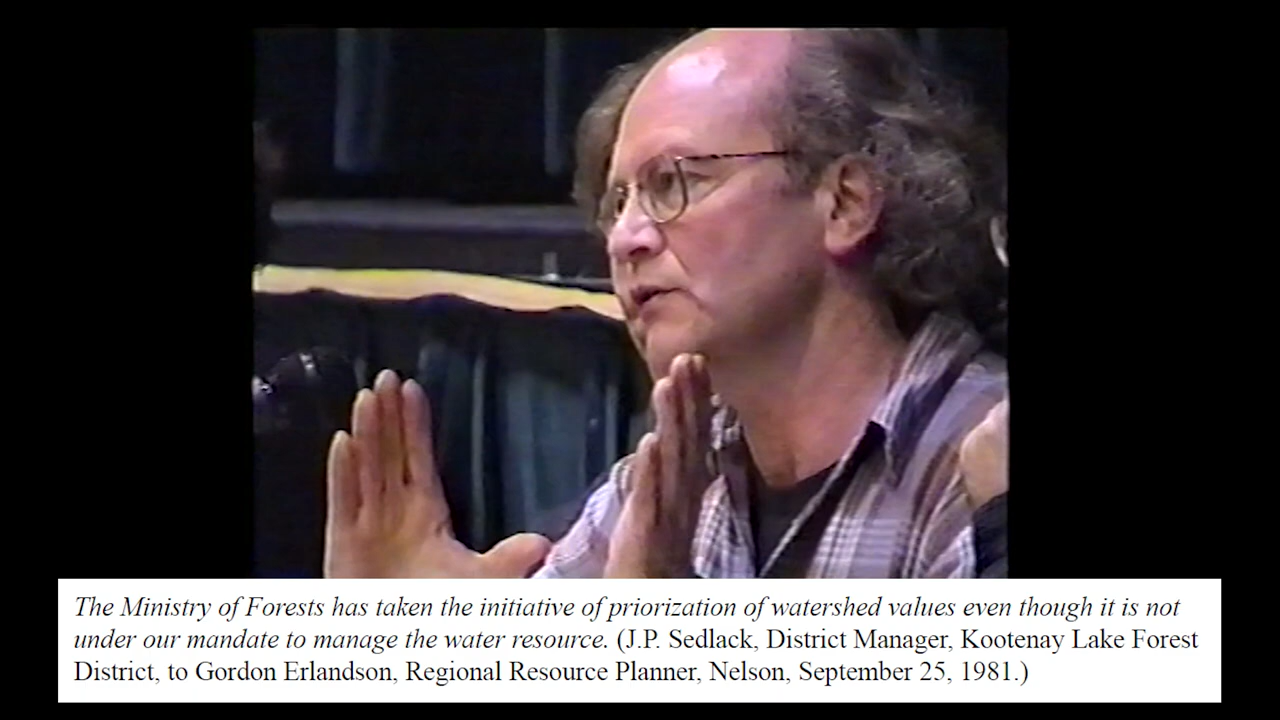 The Ministry of Forests has taken the initiative of priorization of watershed values even though it is not
under our mandate to manage the water resource. (J.P. Sedlack, District Manager, Kootenay Lake Forest
District, to Gordon Erlandson, Regional Resource Planner, Nelson, September 25, 1981.)